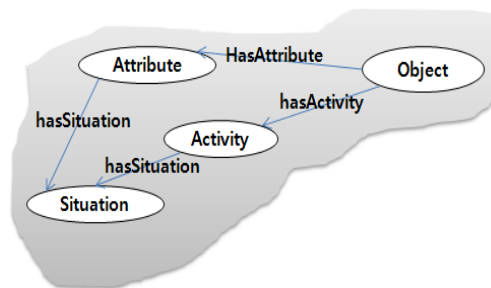 HasAttribute
Attribute
Object
hasActivity
hasSituation
Activity
hasSituation
Situation